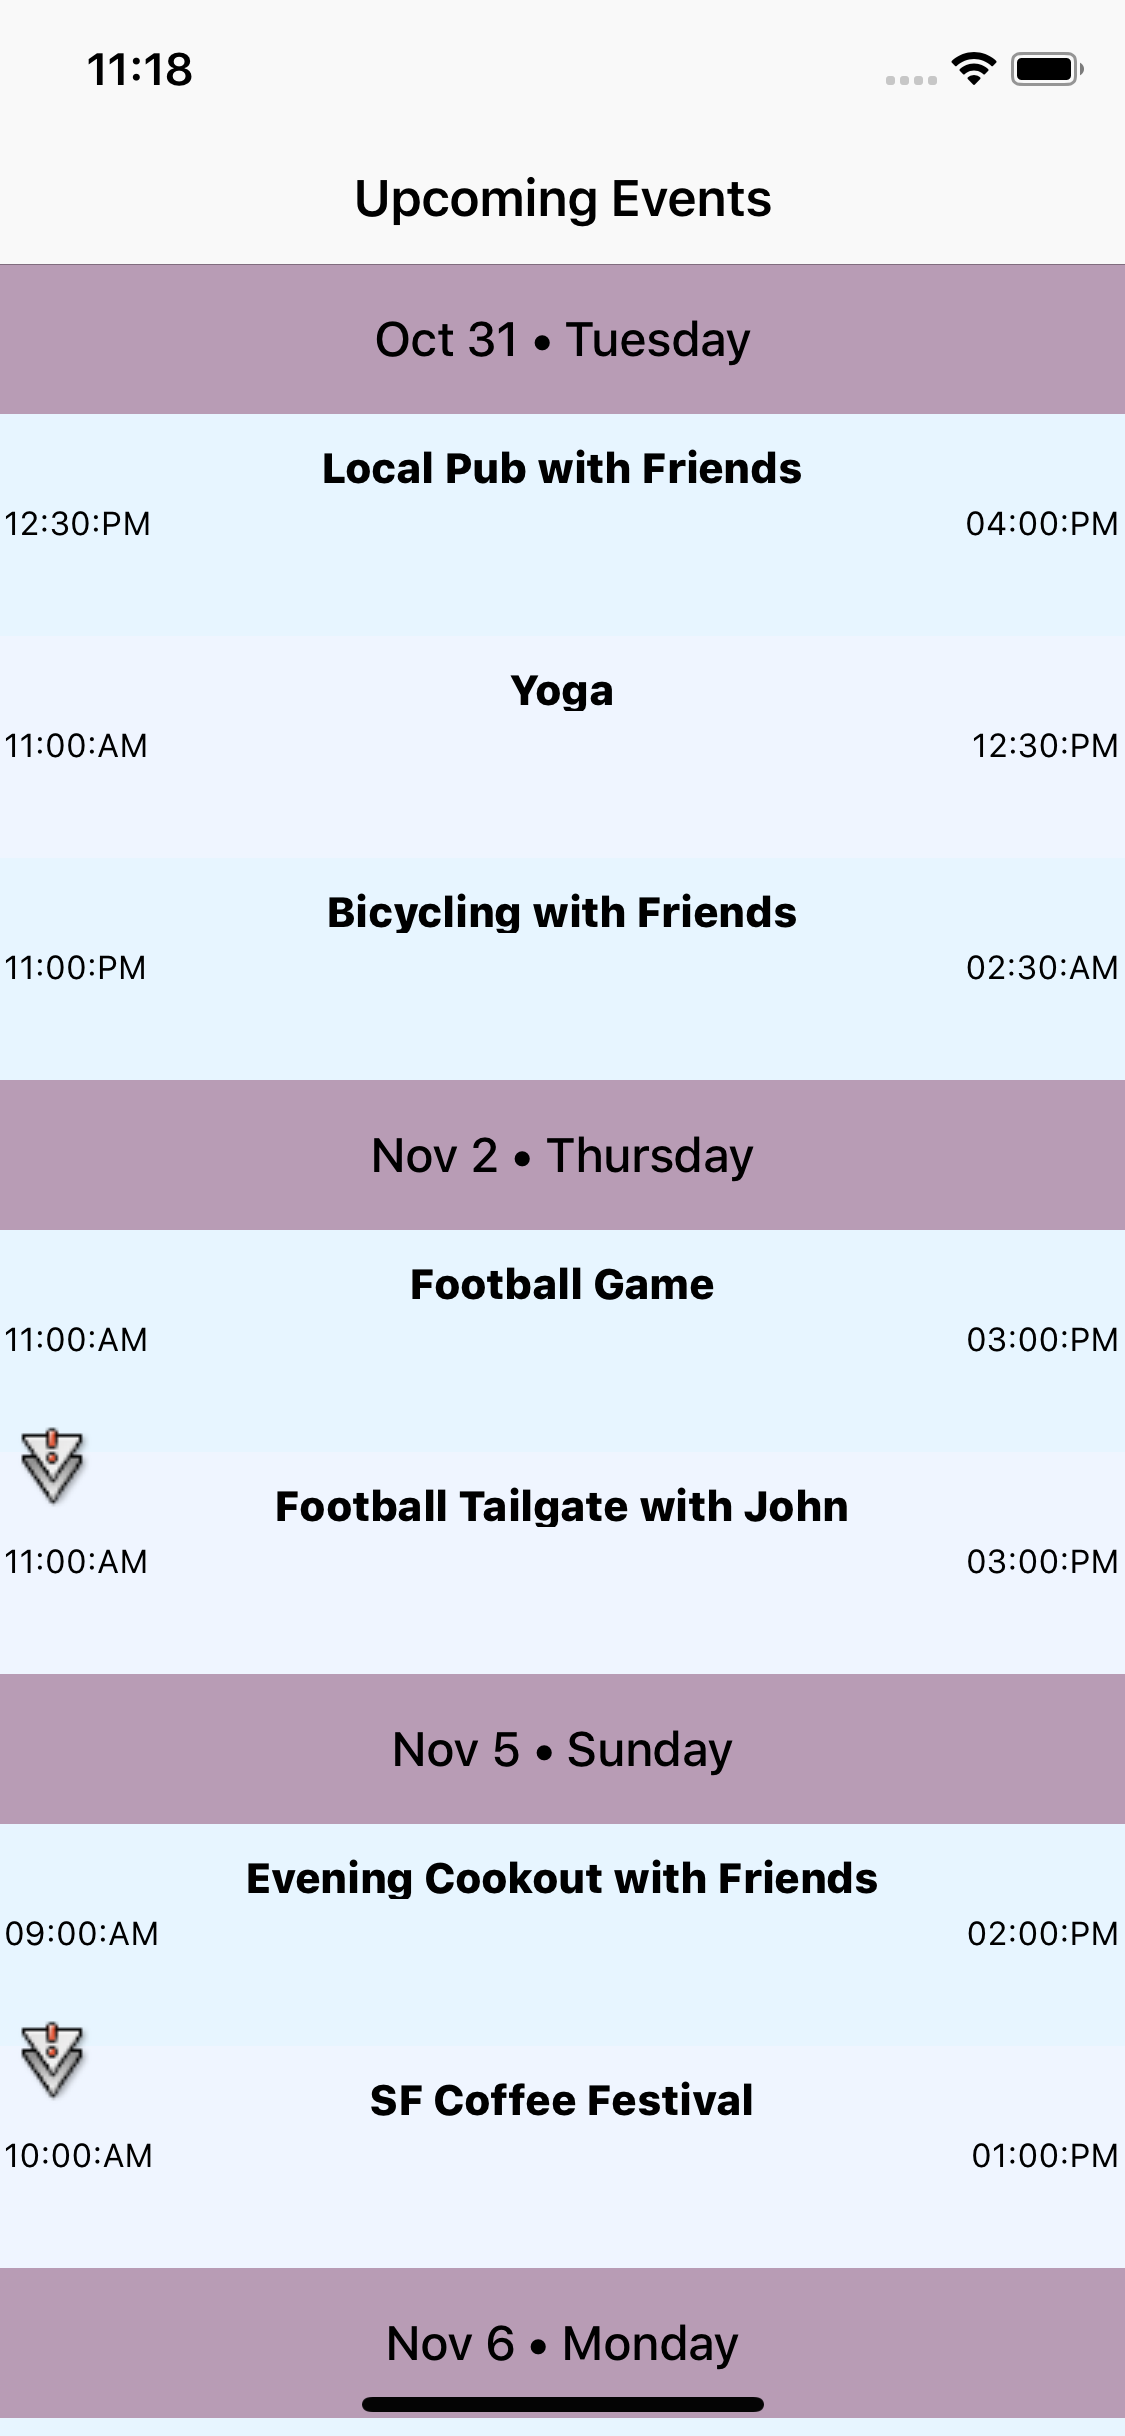 11:18
Upcoming Events
Oct 31 • Tuesday
Local Pub with Friends
12:30:PM 04:00:PM
Yoga
11:00:AM 12:30:PM
Bicycling with Friends
11:00:PM 02:30:AM
Nov 2 • Thursday
Football Game
11:00:AM 03:00:PM
Football Tailgate with John
11:00:AM 03:00:PM
Nov 5 • Sunday
Evening Cookout with Friends
09:00:AM 02:00:PM
SF Coffee Festival
10:00:AM 01:00:PM
Nov 6 • Monday